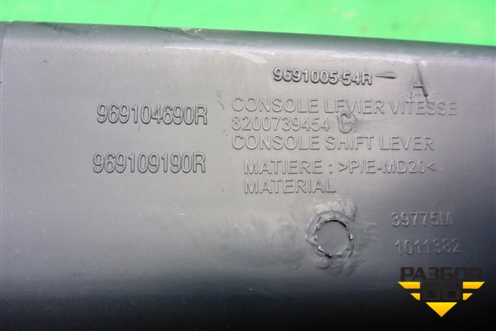 9691005 54R - A
969104690R
CONSOLE LEVIER VITESSE
8200739454 C
CONSOLE SHIFT LEVER
969109190R
MATIERE : >P/E-MD20<
MATERIAL
39775M
1011382
РАЗБОР